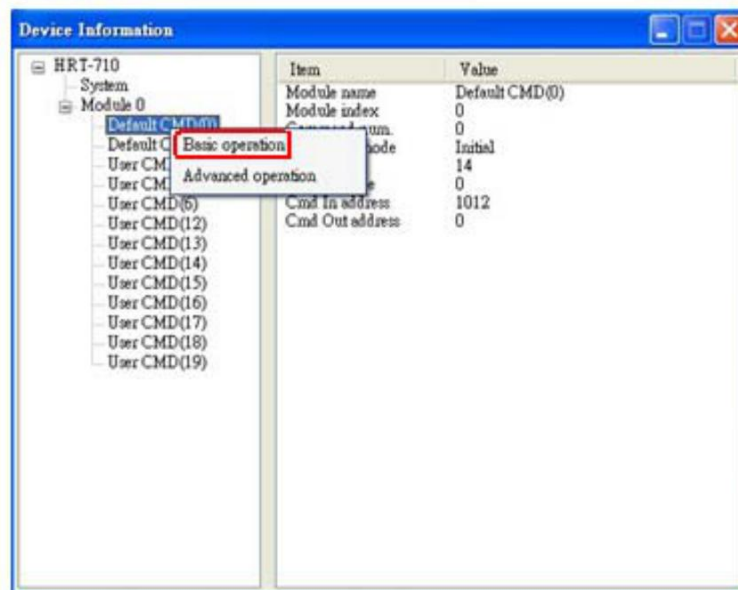 Device Information
HRT-710
System
Module 0
Default CMD(0)
Default C
User CM
User CM
User CMD(6)
User CMD(12)
User CMD(13)
User CMD(14)
User CMD(15)
User CMD(16)
User CMD(17)
User CMD(18)
User CMD(19)
Basic operation
Advanced operation
Item Value
Module name Default CMD(0)
Module index 0
num. 0
mode Initial
14
0
Cmd In address 1012
Cmd Out address 0